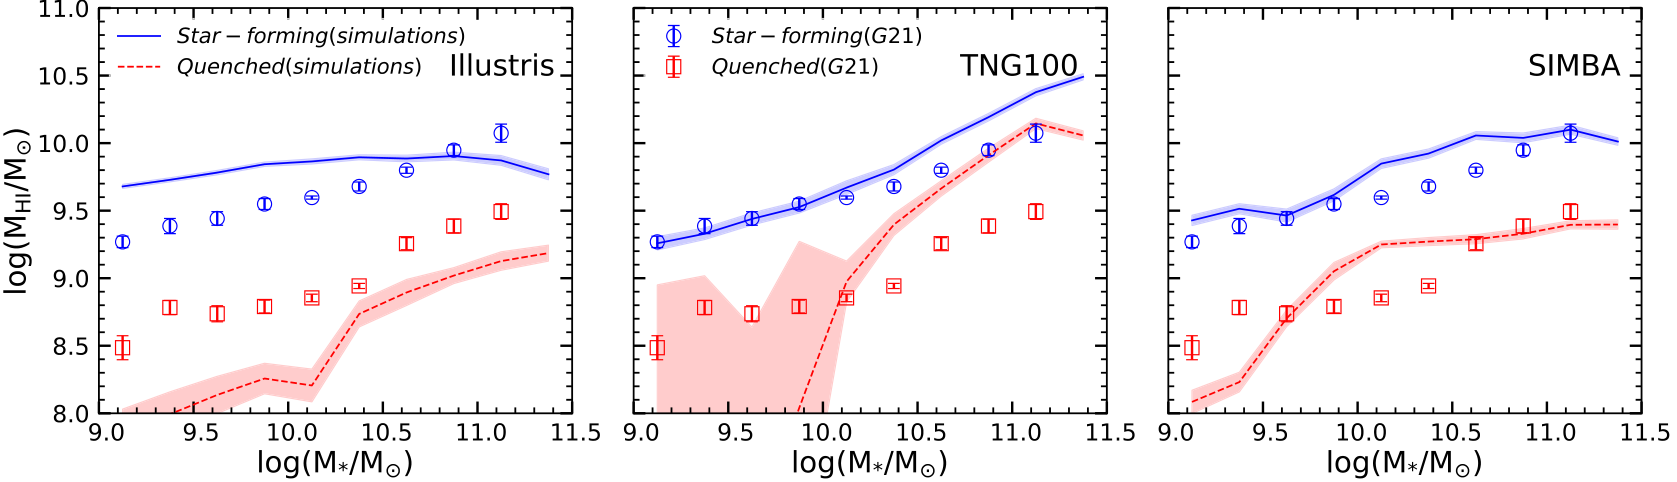 11.0
10.5
10.0
9.5
9.0
8.5
8.0
log(M_HI/M_⊙)
Star − forming(simulations)
Quenched(simulations)
Illustris
9.0 9.5 10.0 10.5 11.0 11.5
log(M_*/M_⊙)
Star − forming(G21)
Quenched(G21)
TNG100
9.0 9.5 10.0 10.5 11.0 11.5
log(M_*/M_⊙)
SIMBA
9.0 9.5 10.0 10.5 11.0 11.5
log(M_*/M_⊙)